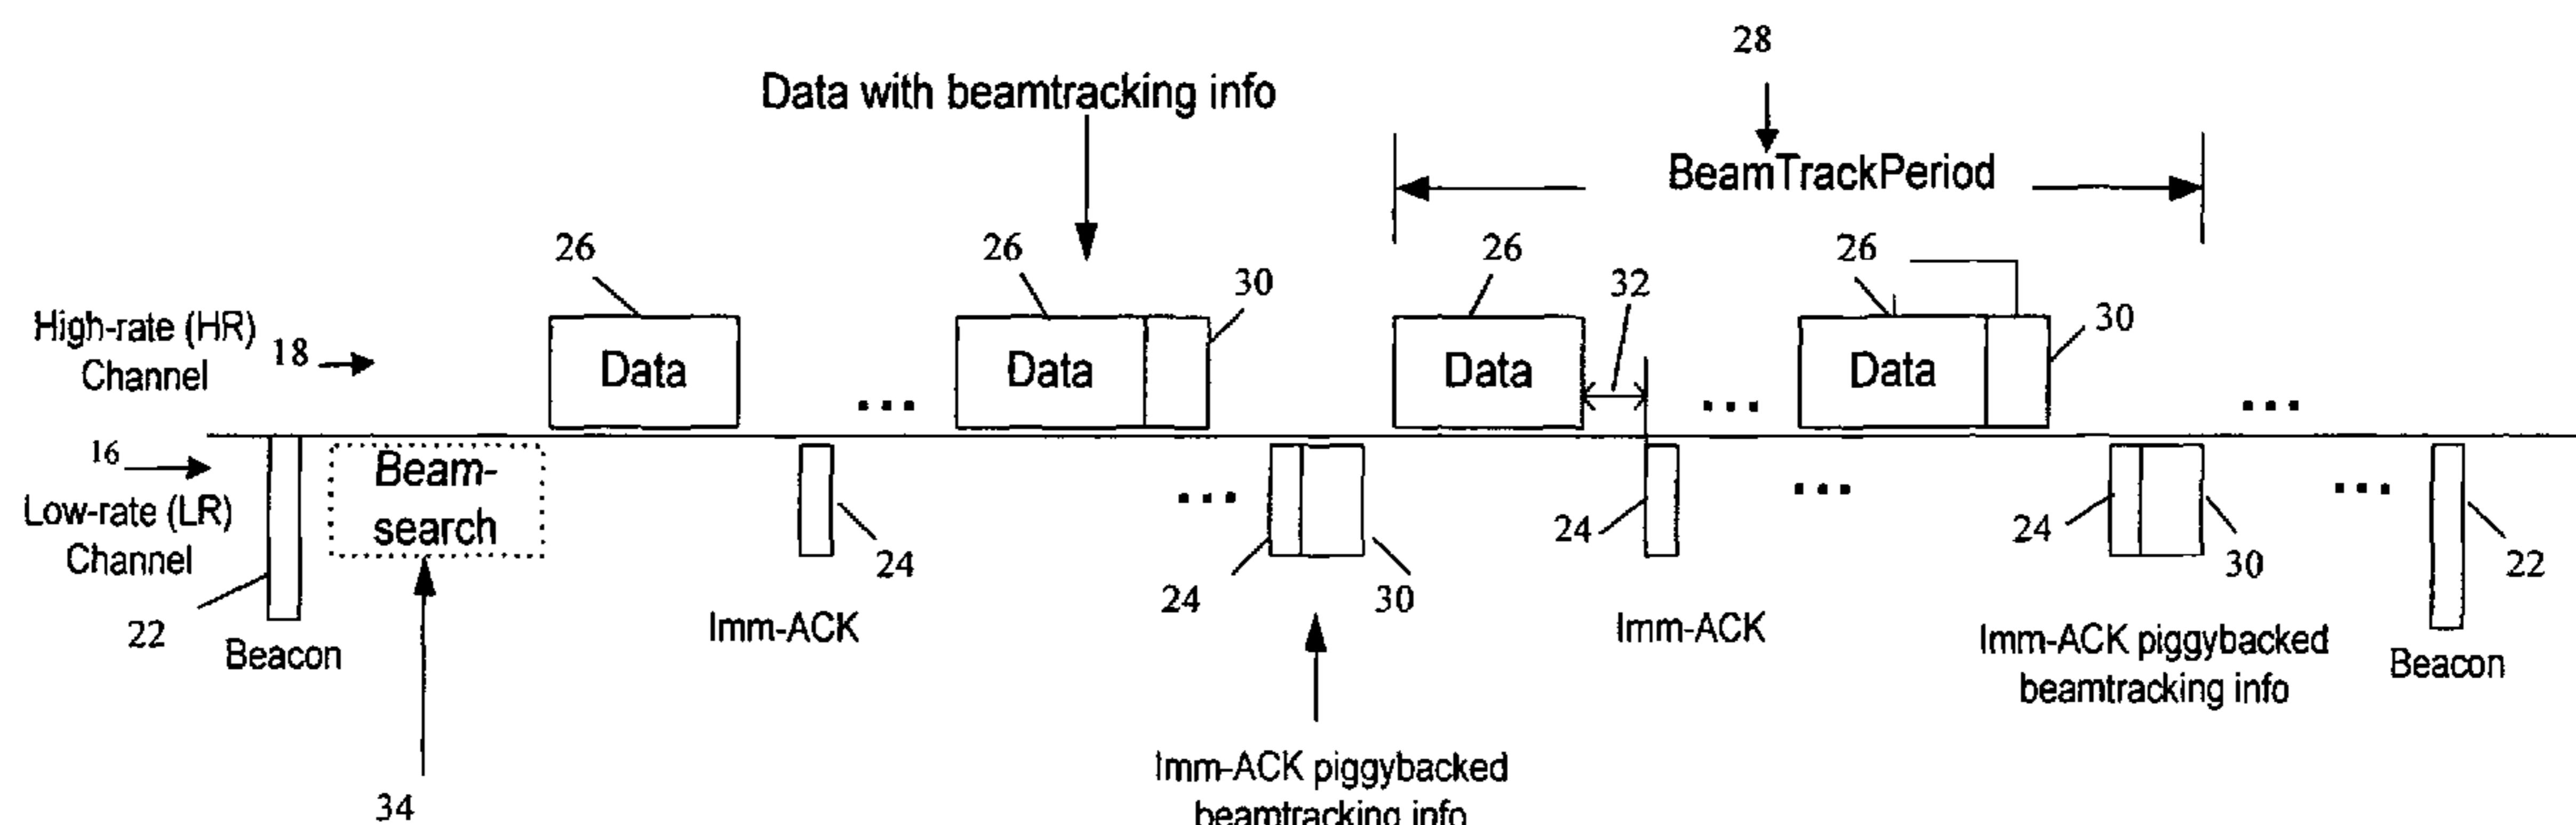 28
Data with beamtracking info
BeamTrackPeriod
26
26
30
26
32
26
30
High-rate (HR)
Channel
18
Data
Data
Data
Data
16
Low-rate (LR)
Channel
Beam-
search
22
Beacon
24
Imm-ACK
24
30
24
Imm-ACK
24
30
22
Imm-ACK piggybacked
beamtracking info
Beacon
34
Imm-ACK piggybacked
beamtracking info